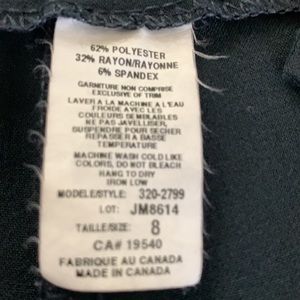 62% POLYESTER
32% RAYON/RAYONNE
6% SPANDEX
GARNITURE NON COMPRISE
EXCLUSIVE OF TRIM
LAVER A LA MACHINE A L'EAU
FROIDE AVEC LES
COULEURS SEMBLABLES
NE PAS JAVELLISER,
SUSPENDRE POUR SECHER
REPASSER A BASSE
TEMPERATURE
MACHINE WASH COLD LIKE
COLORS, DO NOT BLEACH
HANG TO DRY
IRON LOW
MODELE/STYLE: 320-2799
LOT: JM8614
TAILLE/SIZE: 8
CA# 19540
FABRIQUE AU CANADA
MADE IN CANADA